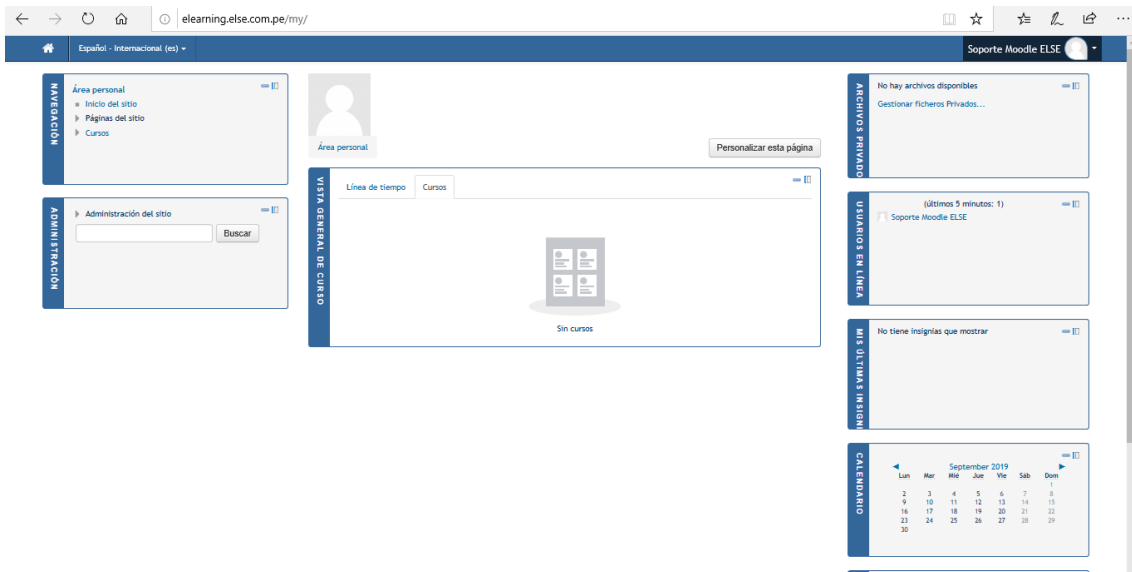 elearning.else.com.pe/my/
Español - Internacional (es)
Soporte Moodle ELSE
NAVEGACIÓN
Área personal
Inicio del sitio
Páginas del sitio
Cursos
ADMINISTRACIÓN
Administración del sitio
Buscar
Área personal
Personalizar esta página
VISTA GENERAL DE CURSO
Línea de tiempo Cursos
Sin cursos
ARCHIVOS PRIVADO
No hay archivos disponibles
Gestionar ficheros Privados...
USUARIOS EN LÍNEA
(últimos 5 minutos: 1)
Soporte Moodle ELSE
MIS ÚLTIMAS INSIGNI
No tiene insignias que mostrar
CALENDARIO
September 2019
Lun Mar Mié Jue Vie Sáb Dom
1
2 3 4 5 6 7 8
9 10 11 12 13 14 15
16 17 18 19 20 21 22
23 24 25 26 27 28 29
30